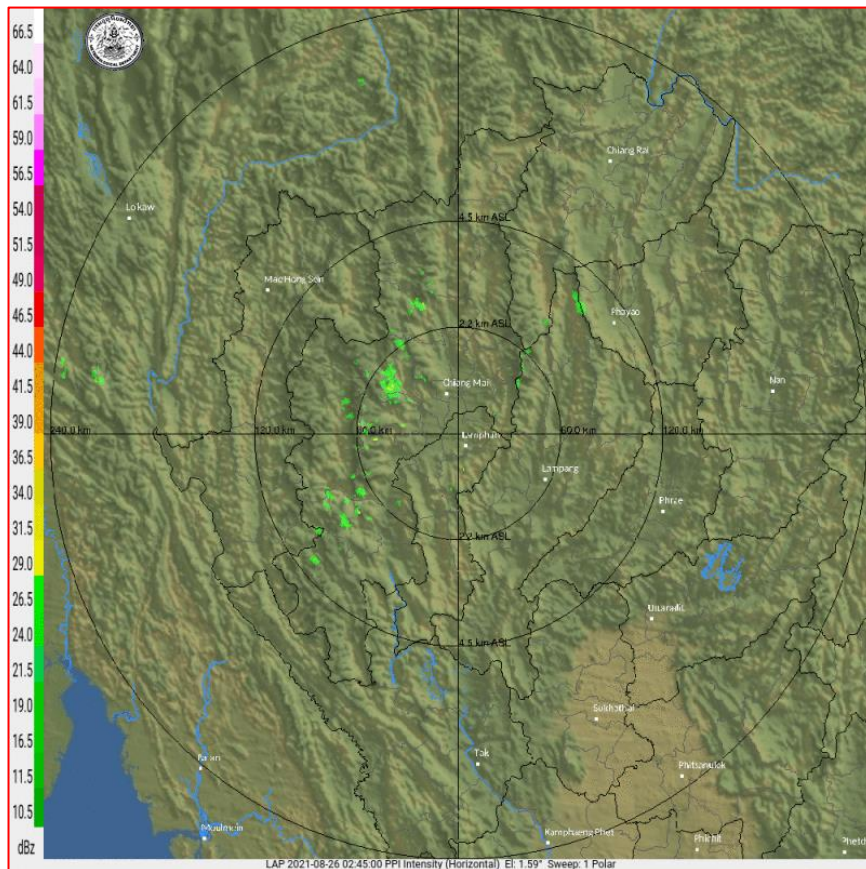 66.5
64.0
61.5
59.0
56.5
54.0
51.5
49.0
46.5
44.0
41.5
39.0
36.5
34.0
31.5
29.0
26.5
24.0
21.5
19.0
16.5
14.0
11.5
10.5
dBz
Chiang Rai
Loikaw
4.5 km ASL
Mae Hong Son
Phayao
2.2 km ASL
Chiang Mai
Nan
240.0 km
120.0 km
60.0 km
120.0 km
Lamphun
Lampang
Phrae
2.2 km ASL
Uttaradit
4.5 km ASL
Sukhothai
Tak
Phitsanulok
Moulmein
Kamphaeng Phet
Phichit
LAP 2021-08-26 02:45:00 PPI Intensity (Horizontal) El: 1.59° Sweep: 1 Polar